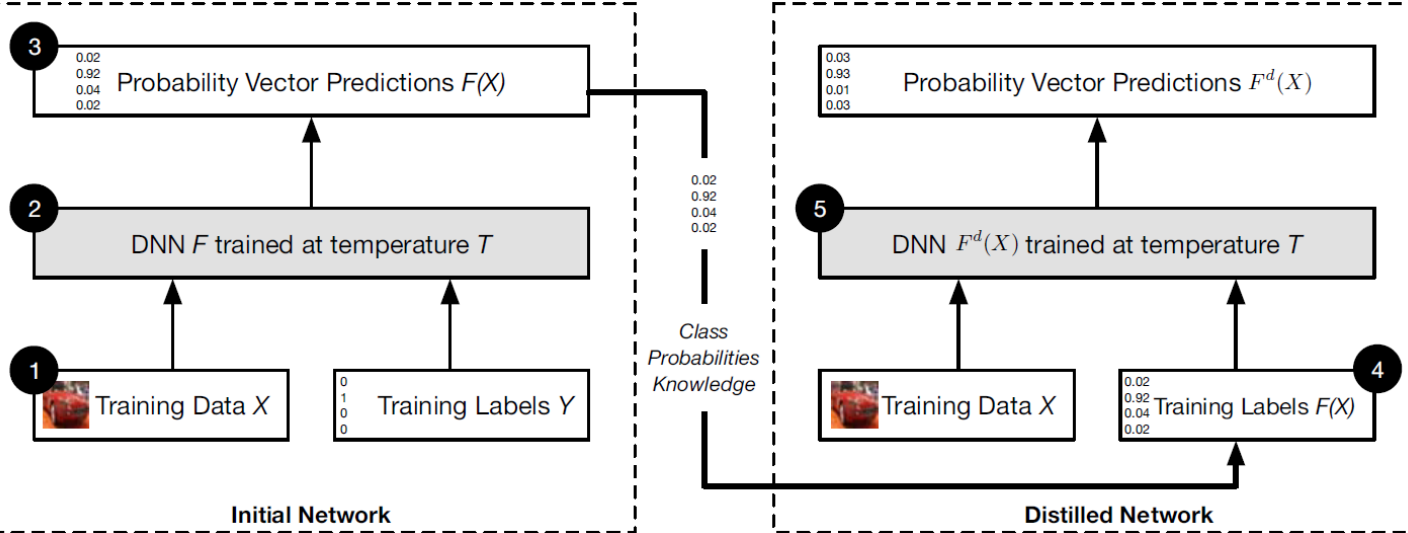 3
0.02
0.92
0.04
0.02
Probability Vector Predictions F(X)
2
DNN F trained at temperature T
1
Training Data X
0
1
0
0
Training Labels Y
Initial Network
0.02
0.92
0.04
0.02
Class
Probabilities
Knowledge
0.03
0.93
0.01
0.03
Probability Vector Predictions F^d(X)
5
DNN F^d(X) trained at temperature T
Training Data X
4
0.02
0.92
0.04
0.02
Training Labels F(X)
Distilled Network